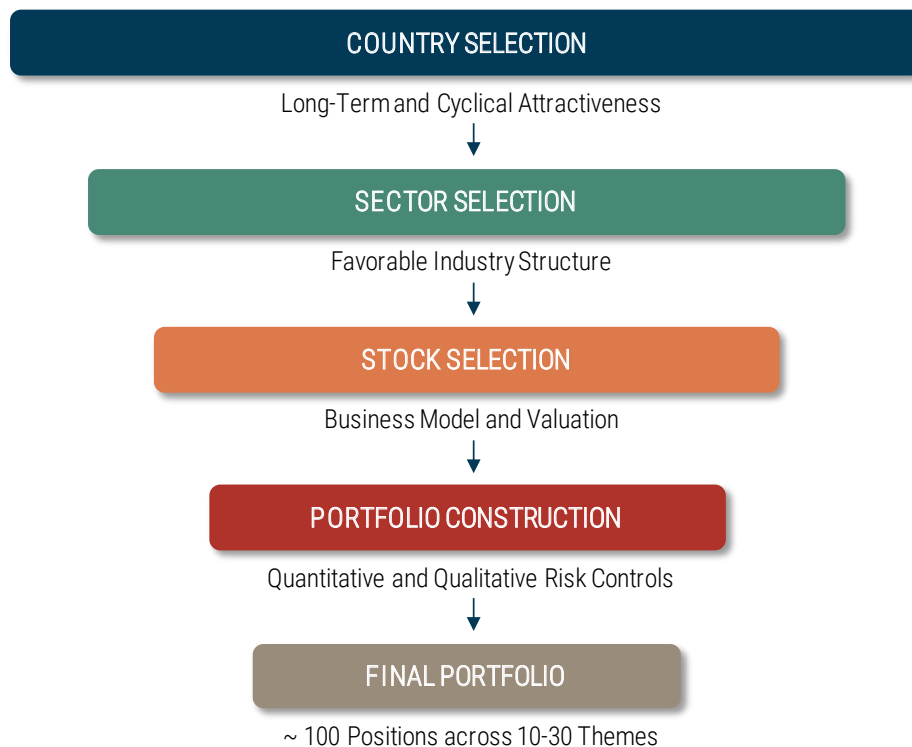 COUNTRY SELECTION
Long-Term and Cyclical Attractiveness
SECTOR SELECTION
Favorable Industry Structure
STOCK SELECTION
Business Model and Valuation
PORTFOLIO CONSTRUCTION
Quantitative and Qualitative Risk Controls
FINAL PORTFOLIO
~ 100 Positions across 10-30 Themes